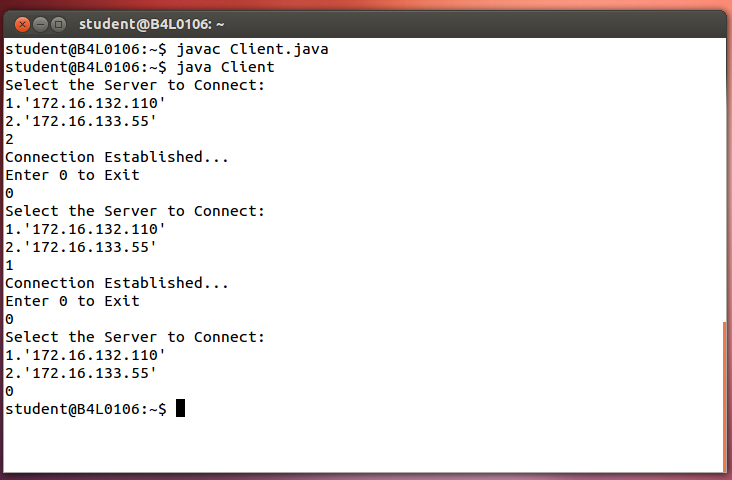 student@B4L0106: ~
student@B4L0106:~$ javac Client.java
student@B4L0106:~$ java Client
Select the Server to Connect:
1.'172.16.132.110'
2.'172.16.133.55'
2
Connection Established...
Enter 0 to Exit
0
Select the Server to Connect:
1.'172.16.132.110'
2.'172.16.133.55'
1
Connection Established...
Enter 0 to Exit
0
Select the Server to Connect:
1.'172.16.132.110'
2.'172.16.133.55'
0
student@B4L0106:~$